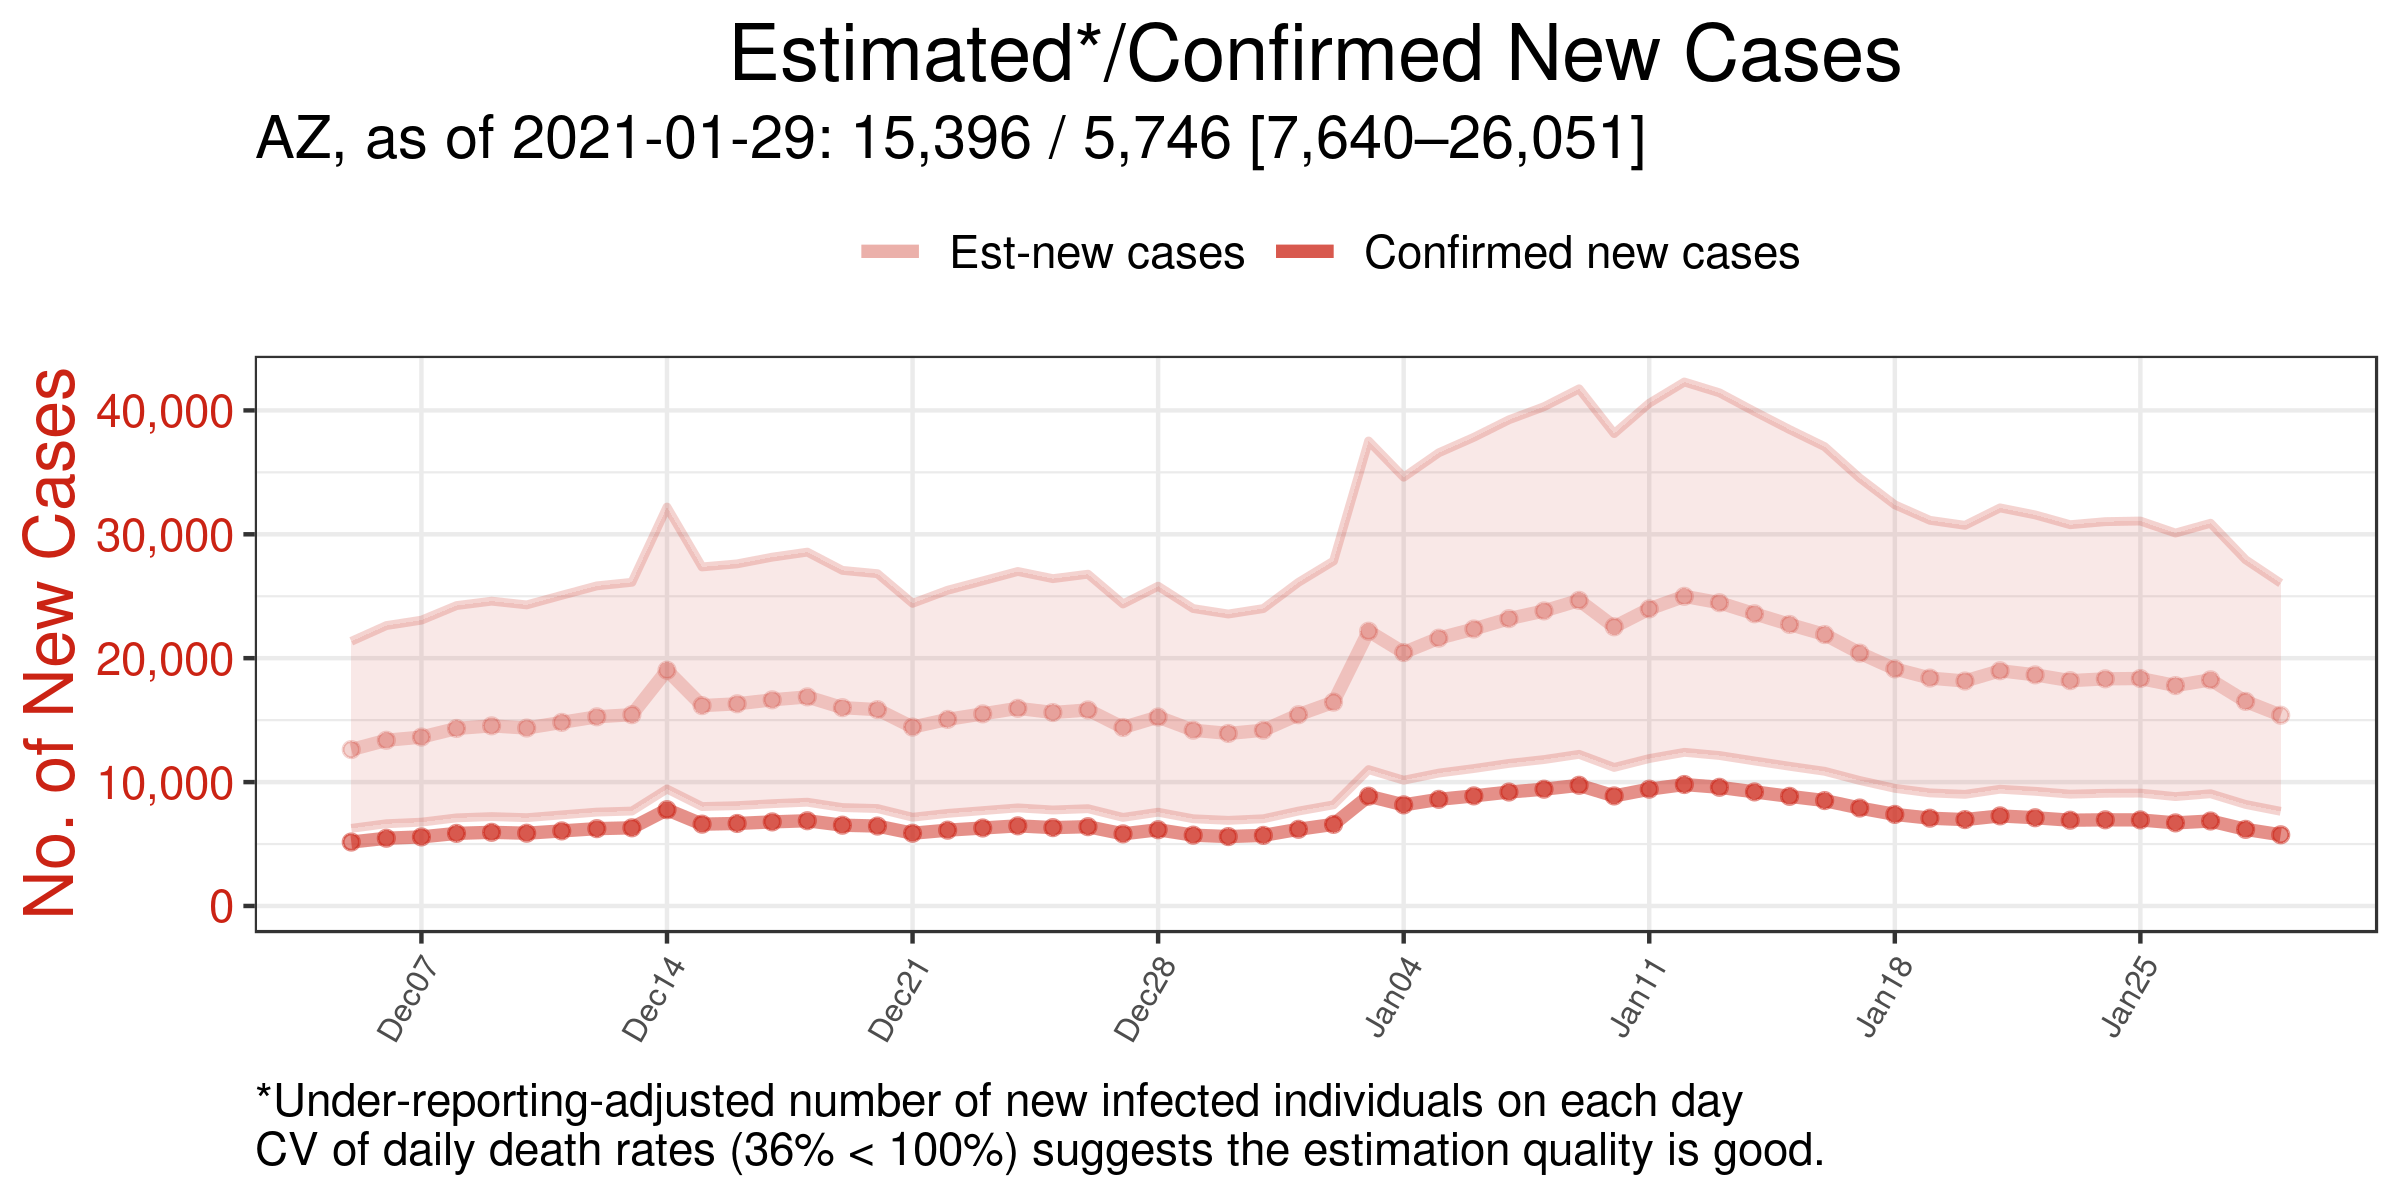 Estimated*/Confirmed New Cases
AZ, as of 2021-01-29: 15,396 / 5,746 [7,640–26,051]
Est-new cases
Confirmed new cases
No. of New Cases
40,000
30,000
20,000
10,000
0
Dec07
Dec14
Dec21
Dec28
Jan04
Jan11
Jan18
Jan25
*Under-reporting-adjusted number of new infected individuals on each day
CV of daily death rates (36% < 100%) suggests the estimation quality is good.